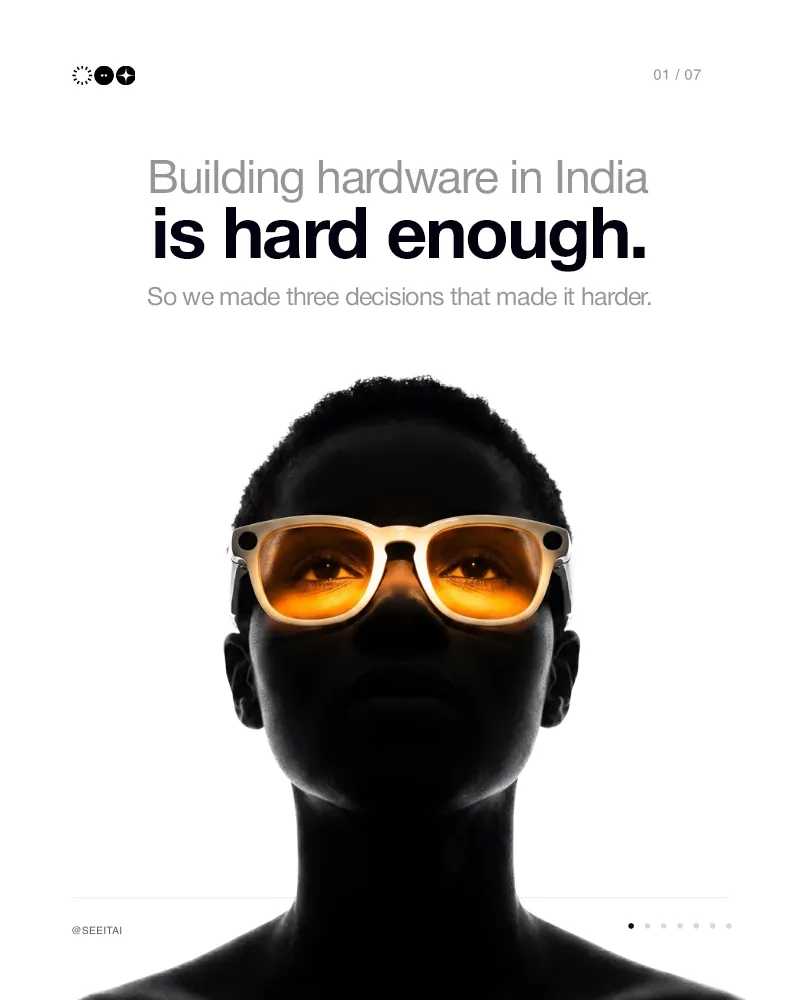 01 / 07
Building hardware in India
is hard enough.
So we made three decisions that made it harder.
@SEEITAI